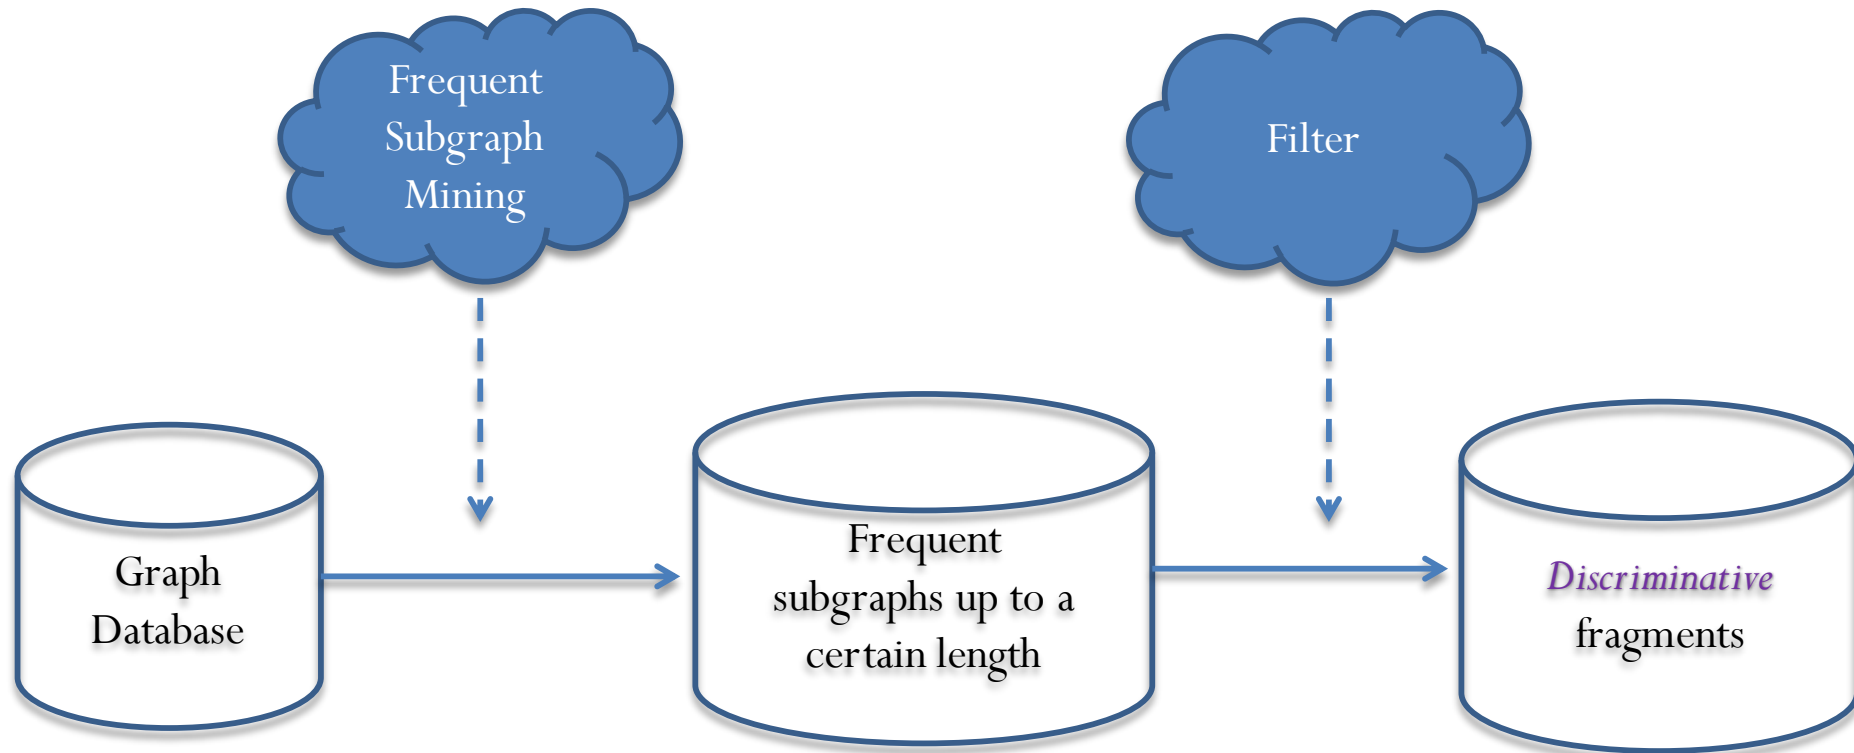 Frequent
Subgraph
Mining
Filter
Graph
Database
Frequent
subgraphs up to a
certain length
Discriminative
fragments